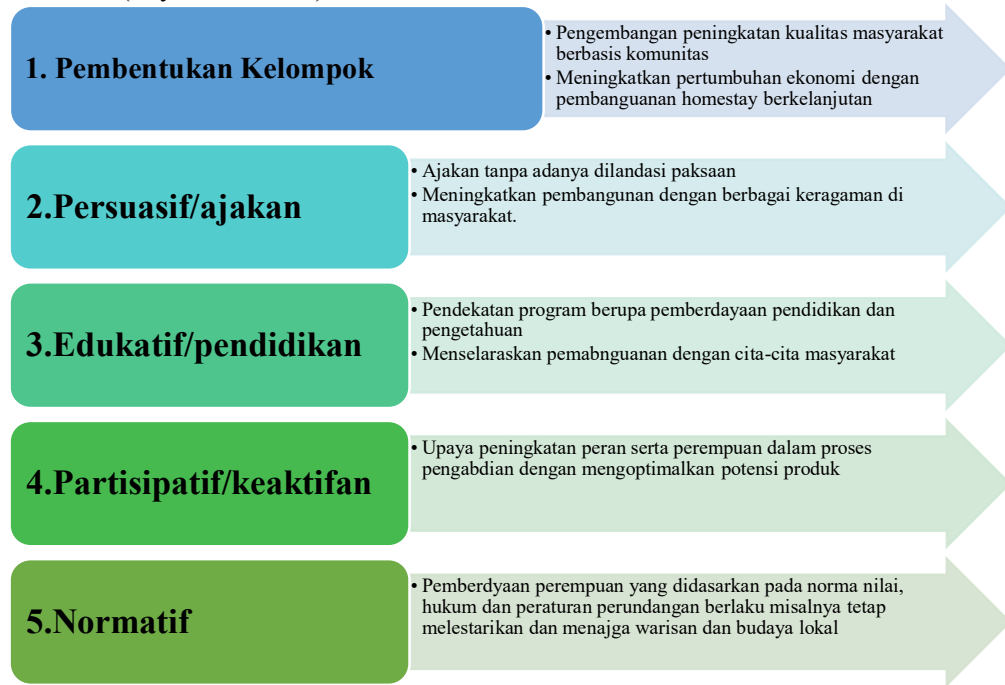 1. Pembentukan Kelompok
• Pengembangan peningkatan kualitas masyarakat
berbasis komunitas
• Meningkatkan pertumbuhan ekonomi dengan
pembanguanan homestay berkelanjutan
2.Persuasif/ajakan
• Ajakan tanpa adanya dilandasi paksaan
• Meningkatkan pembangunan dengan berbagai keragaman di
masyarakat.
3.Edukatif/pendidikan
• Pendekatan program berupa pemberdayaan pendidikan dan
pengetahuan
• Menselaraskan pemabnguanan dengan cita-cita masyarakat
4.Partisipatif/keaktifan
• Upaya peningkatan peran serta perempuan dalam proses
pengabdian dengan mengoptimalkan potensi produk
5.Normatif
• Pemberdyaan perempuan yang didasarkan pada norma nilai,
hukum dan peraturan perundangan berlaku misalnya tetap
melestarikan dan menajga warisan dan budaya lokal